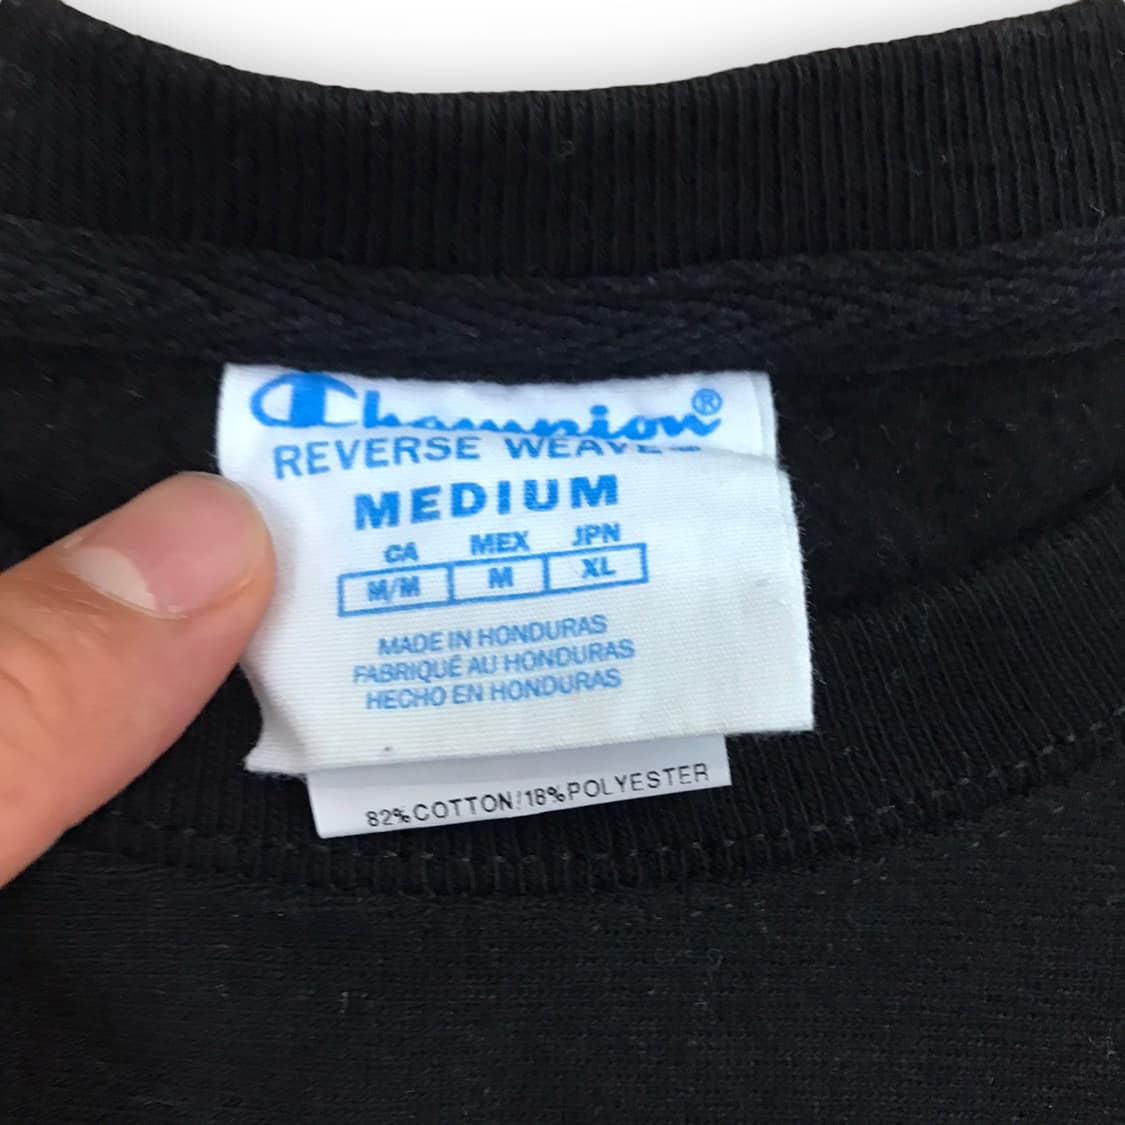 Champion®
REVERSE WEAVE™
MEDIUM
CA MEX JPN
M/M M XL
MADE IN HONDURAS
FABRIQUÉ AU HONDURAS
HECHO EN HONDURAS
82%COTTON/18%POLYESTER